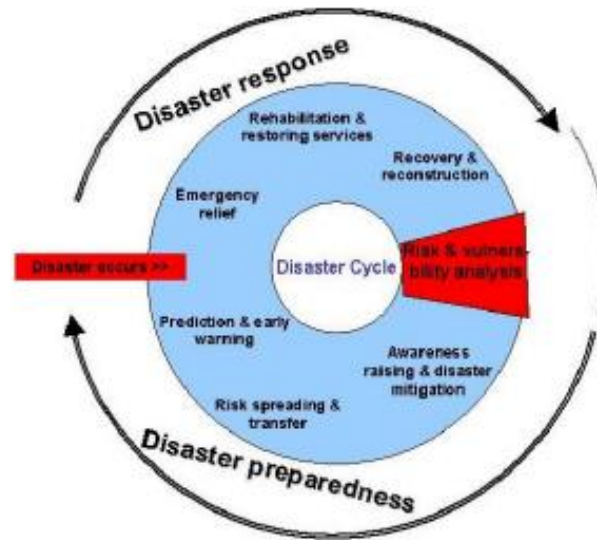 Disaster response
Rehabilitation &
restoring services
Recovery &
reconstruction
Emergency
relief
Disaster occurs >>
Disaster Cycle
Risk & vulnera-
bility analysis
Prediction & early
warning
Awareness
raising & disaster
mitigation
Risk spreading &
transfer
Disaster preparedness